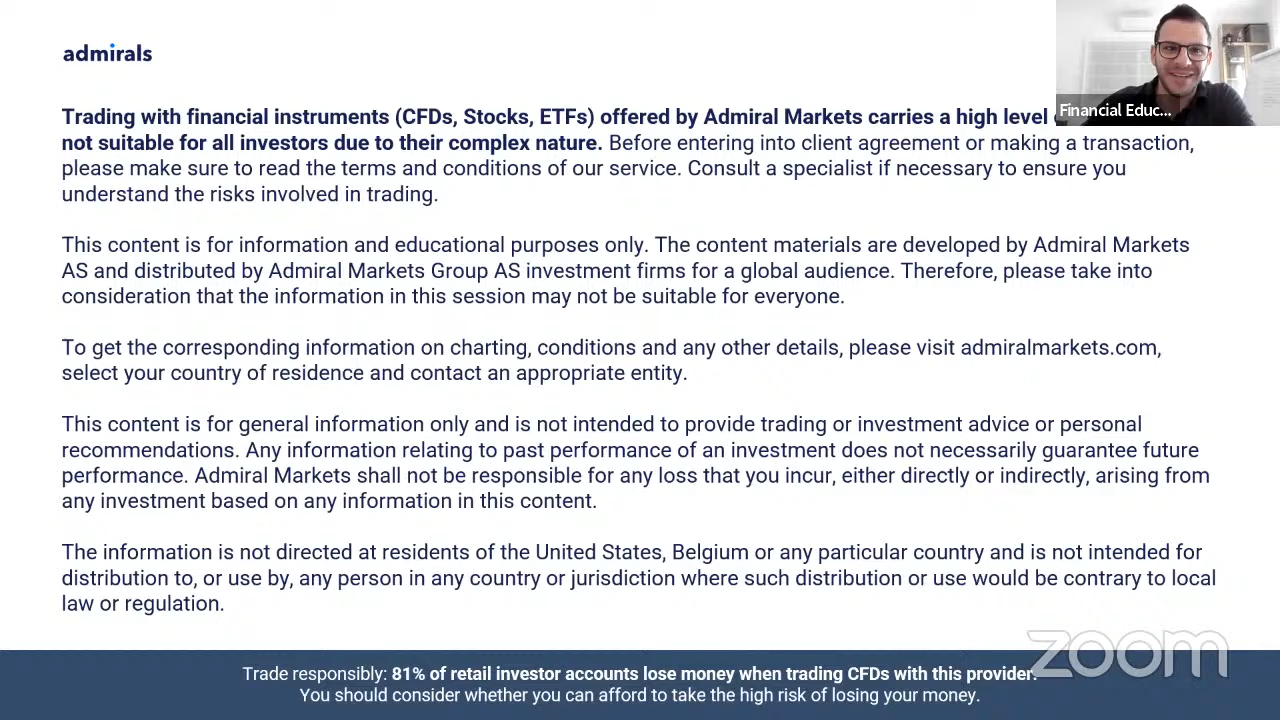 admirals
Financial Educ...
Trading with financial instruments (CFDs, Stocks, ETFs) offered by Admiral Markets carries a high level
not suitable for all investors due to their complex nature. Before entering into client agreement or making a transaction,
please make sure to read the terms and conditions of our service. Consult a specialist if necessary to ensure you
understand the risks involved in trading.
This content is for information and educational purposes only. The content materials are developed by Admiral Markets
AS and distributed by Admiral Markets Group AS investment firms for a global audience. Therefore, please take into
consideration that the information in this session may not be suitable for everyone.
To get the corresponding information on charting, conditions and any other details, please visit admiralmarkets.com,
select your country of residence and contact an appropriate entity.
This content is for general information only and is not intended to provide trading or investment advice or personal
recommendations. Any information relating to past performance of an investment does not necessarily guarantee future
performance. Admiral Markets shall not be responsible for any loss that you incur, either directly or indirectly, arising from
any investment based on any information in this content.
The information is not directed at residents of the United States, Belgium or any particular country and is not intended for
distribution to, or use by, any person in any country or jurisdiction where such distribution or use would be contrary to local
law or regulation.
zoom
Trade responsibly: 81% of retail investor accounts lose money when trading CFDs with this provider.
You should consider whether you can afford to take the high risk of losing your money.